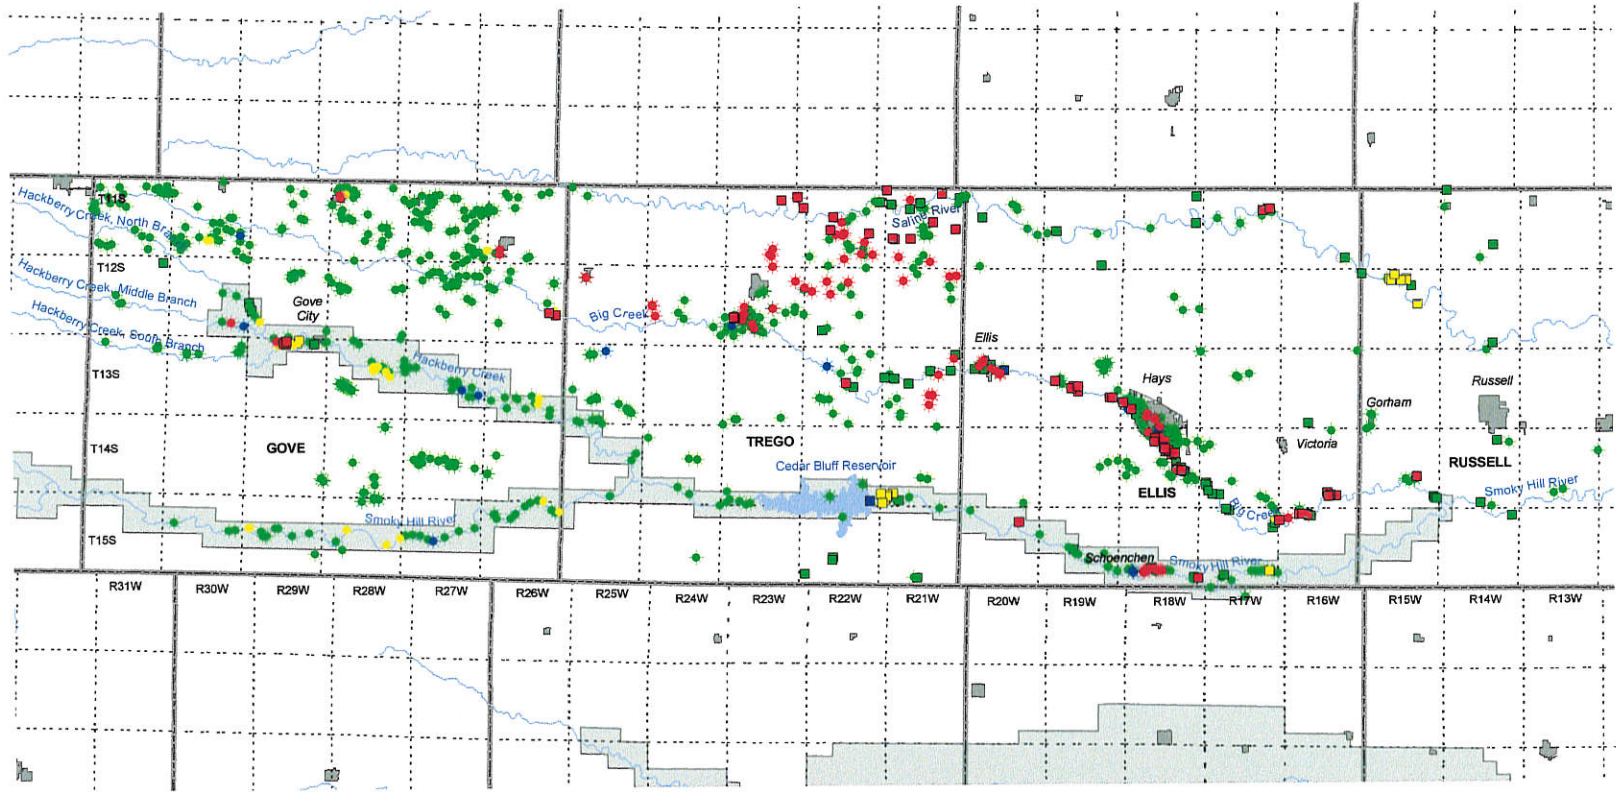 T11S
Hackberry Creek, North Branch
Saline River
T12S
Hackberry Creek, Middle Branch
Gove
City
Hackberry Creek, South Branch
Big Creek
Ellis
Hackberry Creek
T13S
Hays
Russell
Gorham
GOVE
T14S
TREGO
Victoria
Cedar Bluff Reservoir
RUSSELL
ELLIS
Smoky Hill River
Big Creek
Smoky Hill River
T15S
Schoenchen
Smoky Hill River
R31W R30W R29W R28W R27W R26W R25W R24W R23W R22W R21W R20W R19W R18W R17W R16W R15W R14W R13W